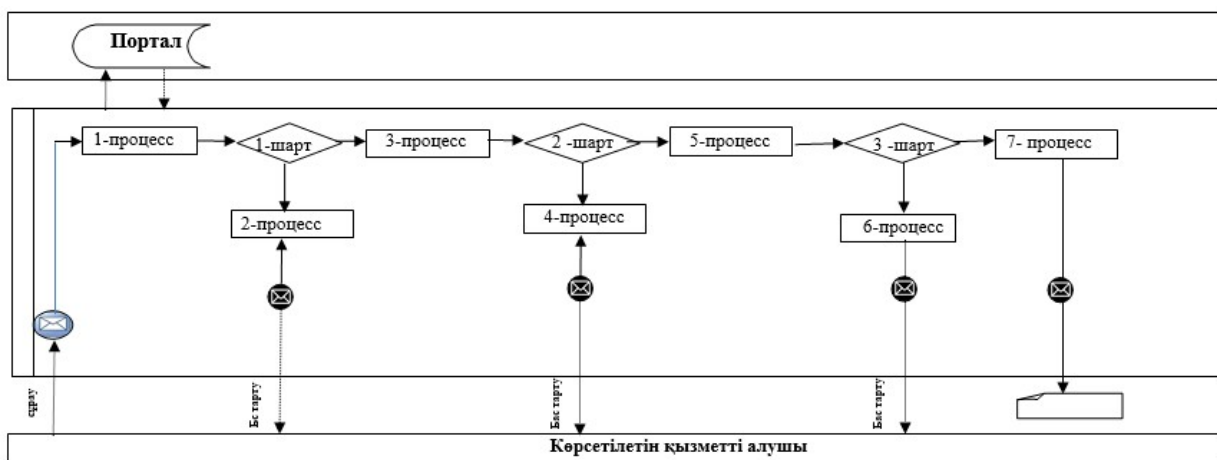 Портал
1-процесс
1-шарт
3-процесс
2 -шарт
5-процесс
3 -шарт
7- процесс
2-процесс
4-процесс
6-процесс
сұрау
Бс тарту
Бас тарту
Бас тарту
Көрсетілетін қызметті алушы